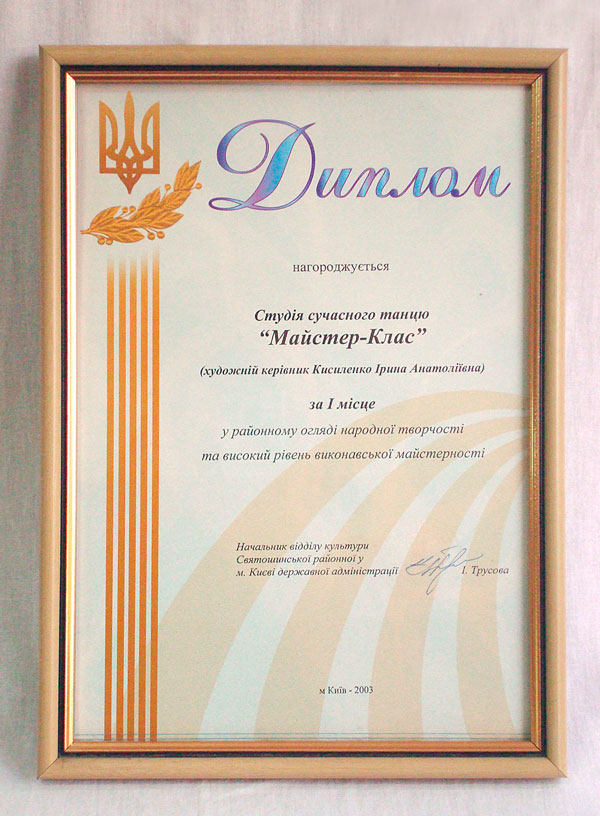 Диплом
нагороджується
Студія сучасного танцю
“Майстер-Клас”
(художній керівник Кисиленко Ірина Анатоліївна)
за І місце
у районному огляді народної творчості
та високий рівень виконавської майстерності
Начальник відділу культури
Святошинської районної у
м. Києві державної адміністрації І. Трусова
м Київ - 2003